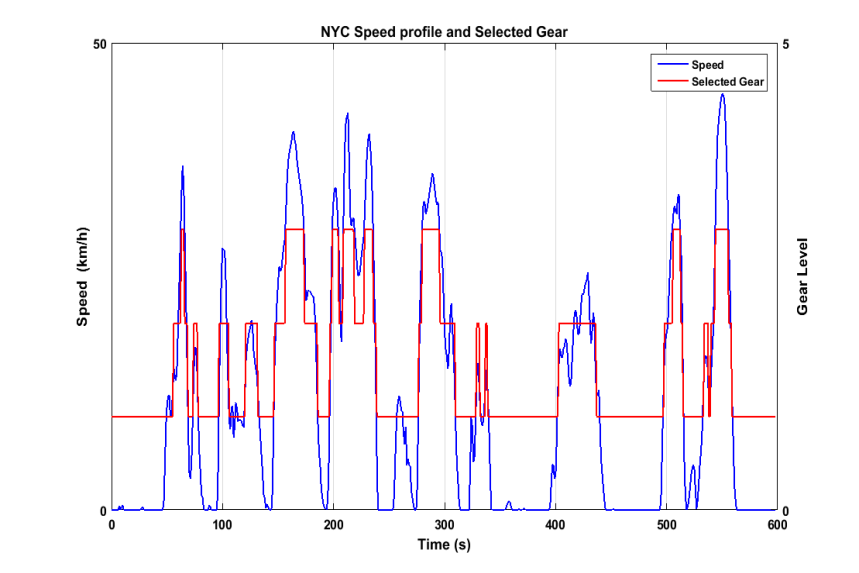 NYC Speed profile and Selected Gear
50
5
Speed
Selected Gear
Speed (km/h)
Gear Level
0
0
0 100 200 300 400 500 600
Time (s)